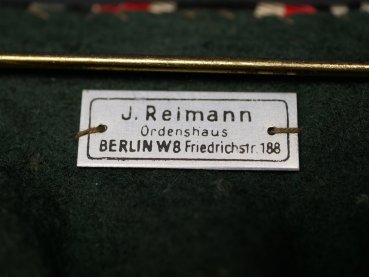 J. Reimann
Ordenshaus
BERLIN W8 Friedrichstr. 188